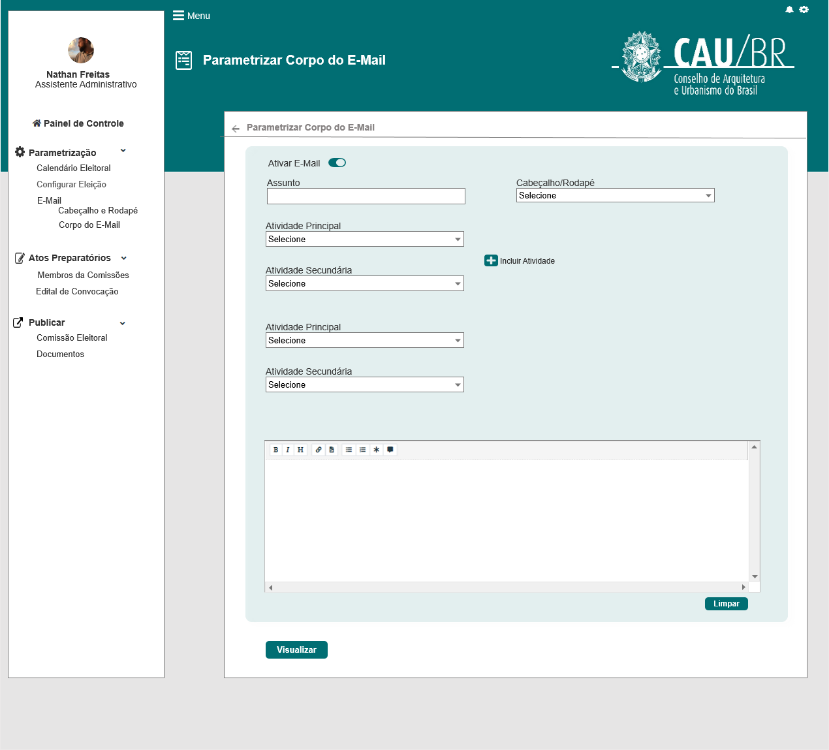 Menu
Parametrizar Corpo do E-Mail
CAU/BR
Conselho de Arquitetura
e Urbanismo do Brasil
Nathan Freitas
Assistente Administrativo
Painel de Controle
Parametrização
Calendário Eleitoral
Configurar Eleição
E-Mail
Cabeçalho e Rodapé
Corpo do E-Mail
Atos Preparatórios
Membros da Comissões
Edital de Convocação
Publicar
Comissão Eleitoral
Documentos
Parametrizar Corpo do E-Mail
Ativar E-Mail
Assunto
Cabeçalho/Rodapé
Selecione
Atividade Principal
Selecione
Incluir Atividade
Atividade Secundária
Selecione
Atividade Principal
Selecione
Atividade Secundária
Selecione
B I H
Limpar
Visualizar